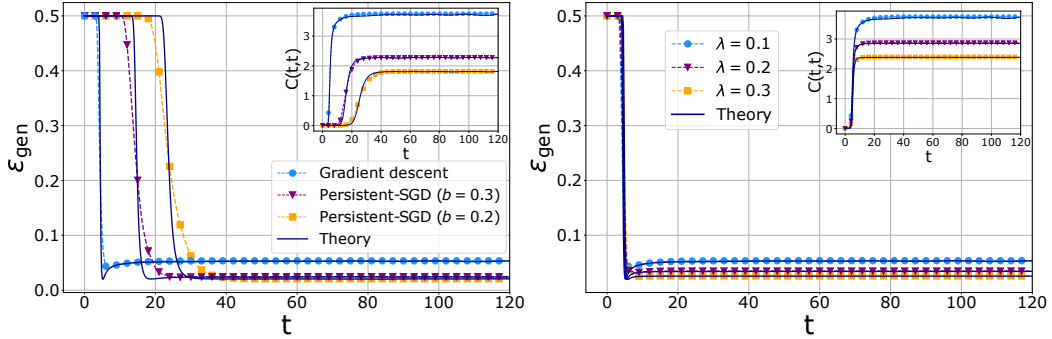 0.5
0.4
0.3
0.2
0.1
0.0
ε_gen
0 20 40 60 80 100 120
t
C(t,t)
3
2
1
0
0 20 40 60 80 100 120
t
Gradient descent
Persistent-SGD (b = 0.3)
Persistent-SGD (b = 0.2)
Theory
0.5
0.4
0.3
0.2
0.1
ε_gen
0 20 40 60 80 100 120
t
λ = 0.1
λ = 0.2
λ = 0.3
Theory
C(t,t)
3
2
1
0
0 20 40 60 80 100 120
t